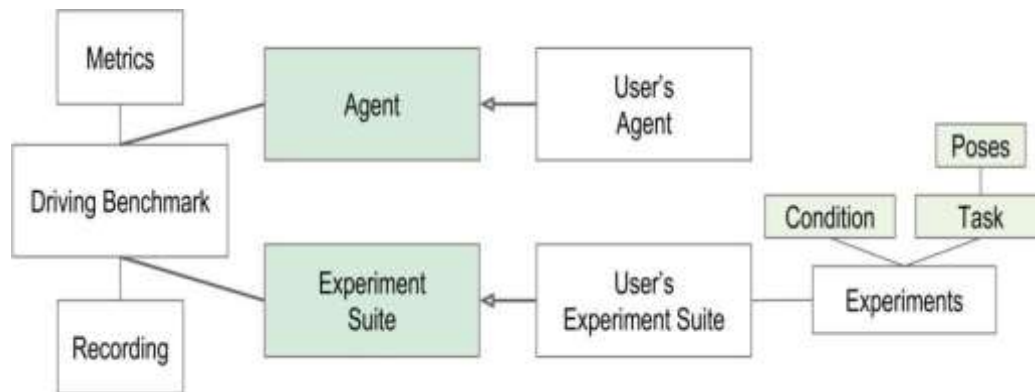 Metrics
Agent
User's
Agent
Poses
Driving Benchmark
Condition
Task
Experiment
Suite
User's
Experiment Suite
Experiments
Recording